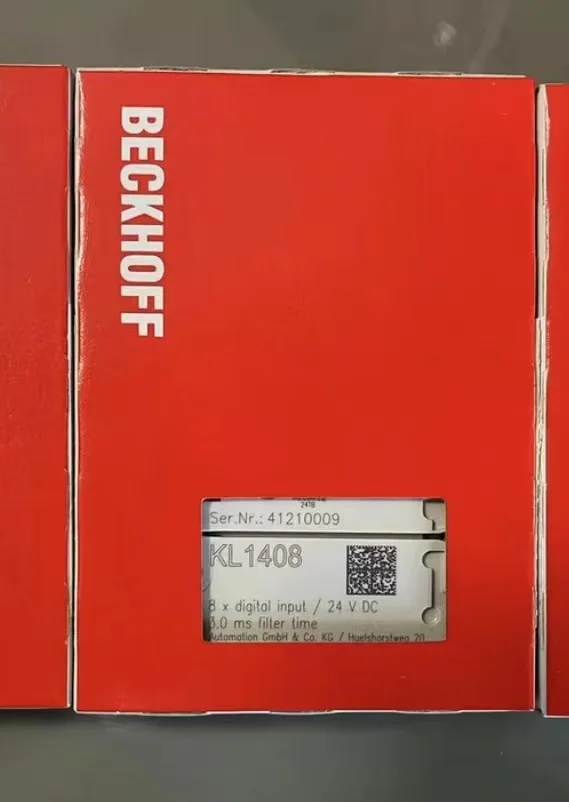 BECKHOFF
24TB
Ser.Nr.: 41210009
KL1408
8 x digital input / 24 V DC
3.0 ms filter time
Automation GmbH & Co. KG / Huelshorstweg 20